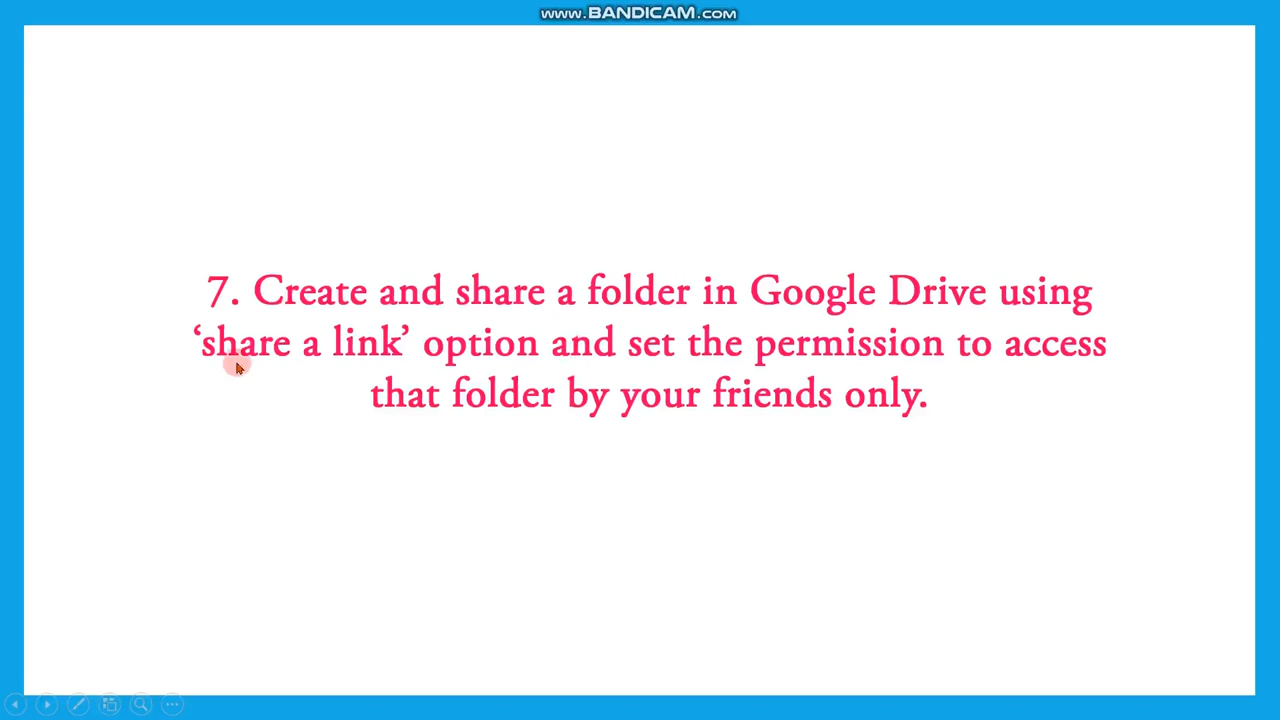 www.BANDICAM.com
7. Create and share a folder in Google Drive using
‘share a link’ option and set the permission to access
that folder by your friends only.